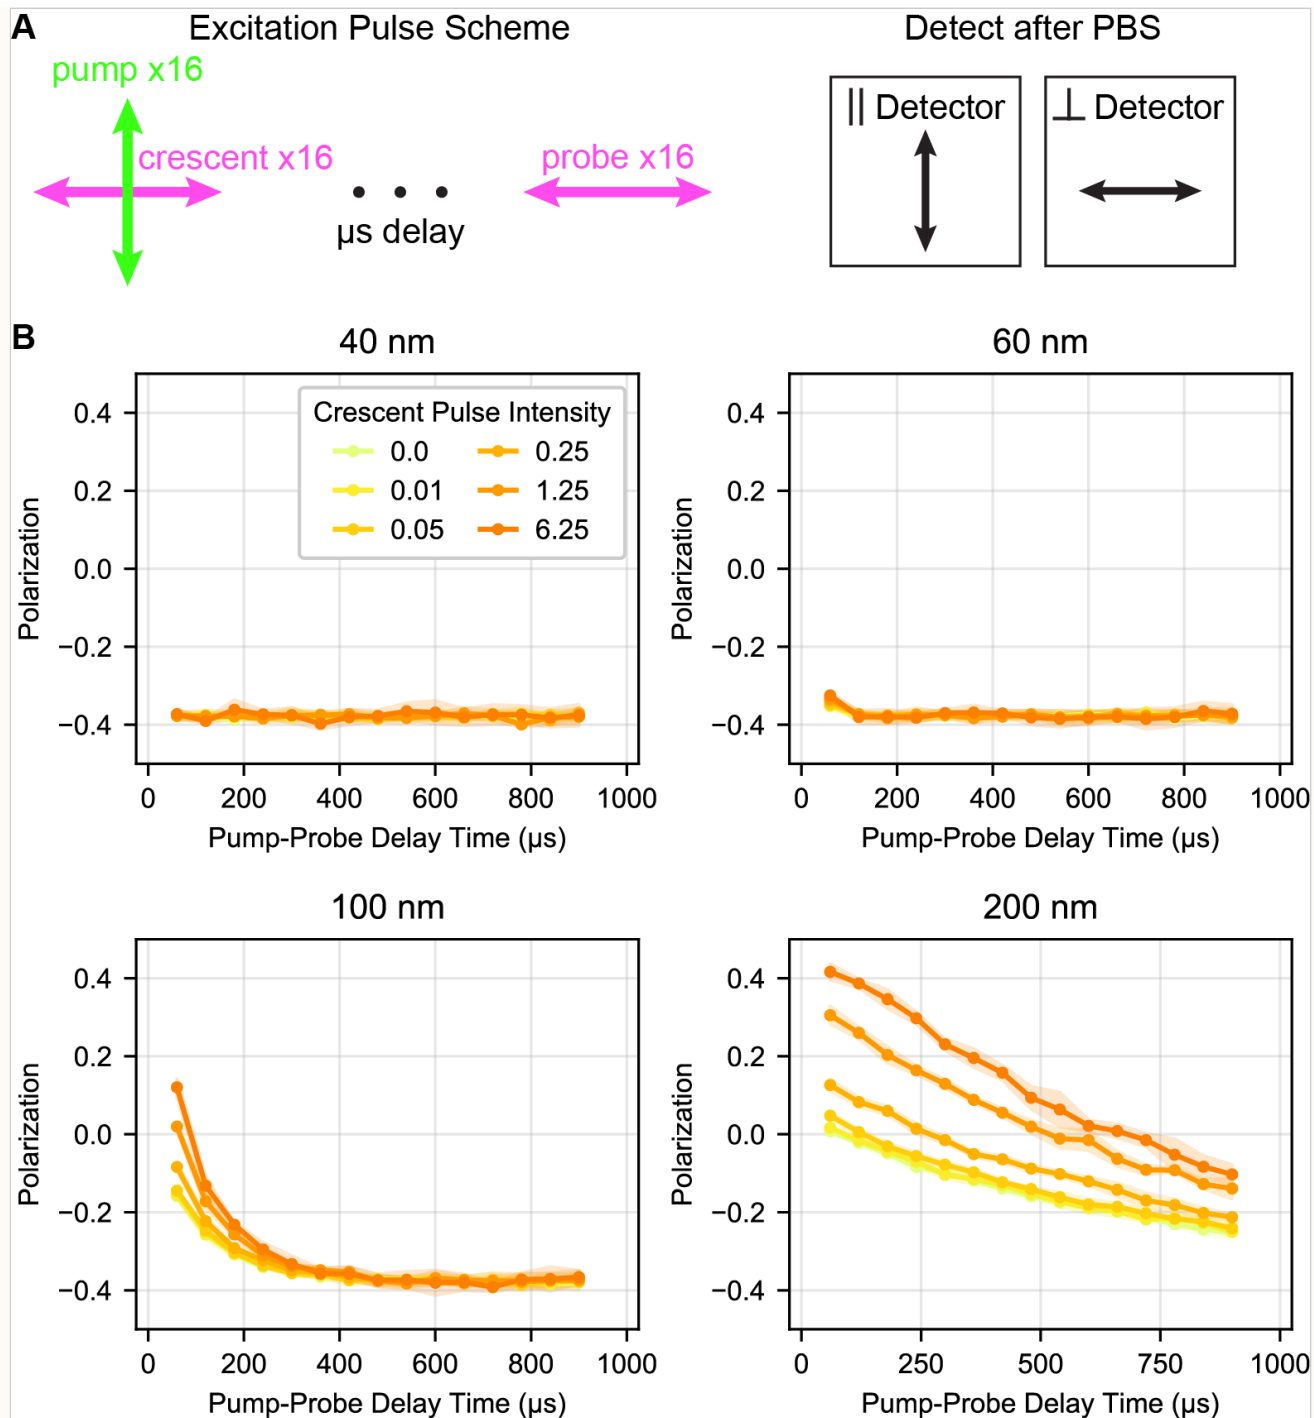 A
Excitation Pulse Scheme
Detect after PBS
pump x16
crescent x16
probe x16
µs delay
|| Detector
⊥ Detector
B
40 nm
60 nm
Crescent Pulse Intensity
0.0
0.25
0.01
1.25
0.05
6.25
0.4
0.2
0.0
−0.2
−0.4
Polarization
0 200 400 600 800 1000
Pump-Probe Delay Time (µs)
0.4
0.2
0.0
−0.2
−0.4
Polarization
0 200 400 600 800 1000
Pump-Probe Delay Time (µs)
100 nm
200 nm
0.4
0.2
0.0
−0.2
−0.4
Polarization
0 200 400 600 800 1000
Pump-Probe Delay Time (µs)
0.4
0.2
0.0
−0.2
−0.4
Polarization
0 250 500 750 1000
Pump-Probe Delay Time (µs)